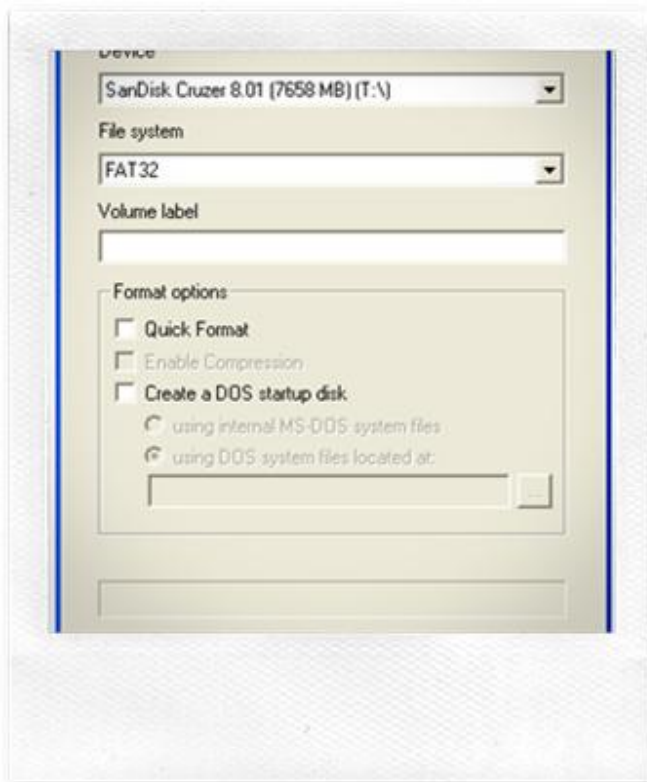 Device
SanDisk Cruzer 8.01 (7658 MB) (T:\)
File system
FAT32
Volume label
Format options
Quick Format
Enable Compression
Create a DOS startup disk
using internal MS-DOS system files
using DOS system files located at:
...